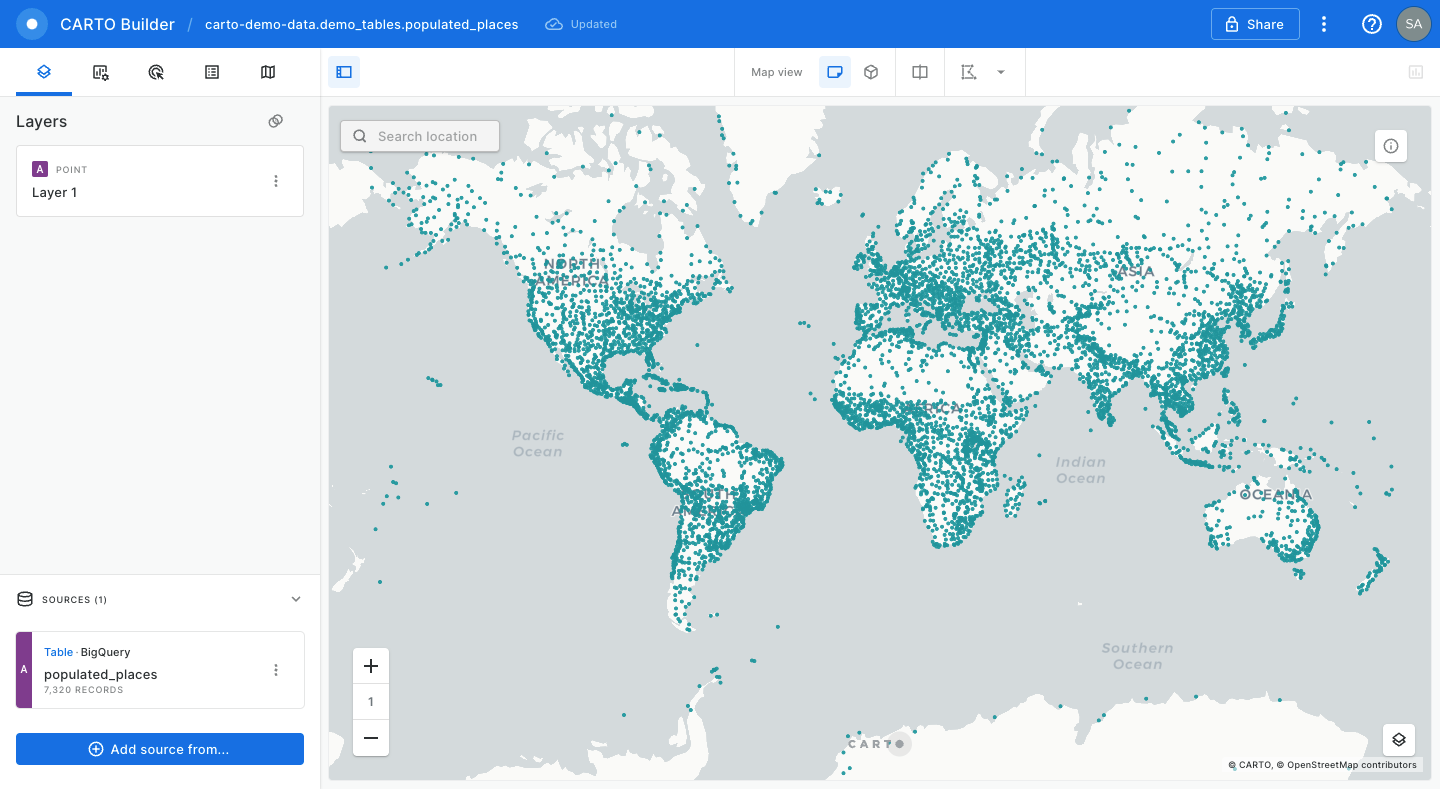 CARTO Builder / carto-demo-data.demo_tables.populated_places Updated
Share
SA
Map view
Layers
A POINT
Layer 1
SOURCES (1)
A
Table · BigQuery
populated_places
7,320 RECORDS
Add source from...
Search location
NORTH
AMERICA
ASIA
AFRICA
Pacific
Ocean
Indian
Ocean
SOUTH
AMERICA
OCEANIA
Southern
Ocean
1
CARTO
© CARTO, © OpenStreetMap contributors